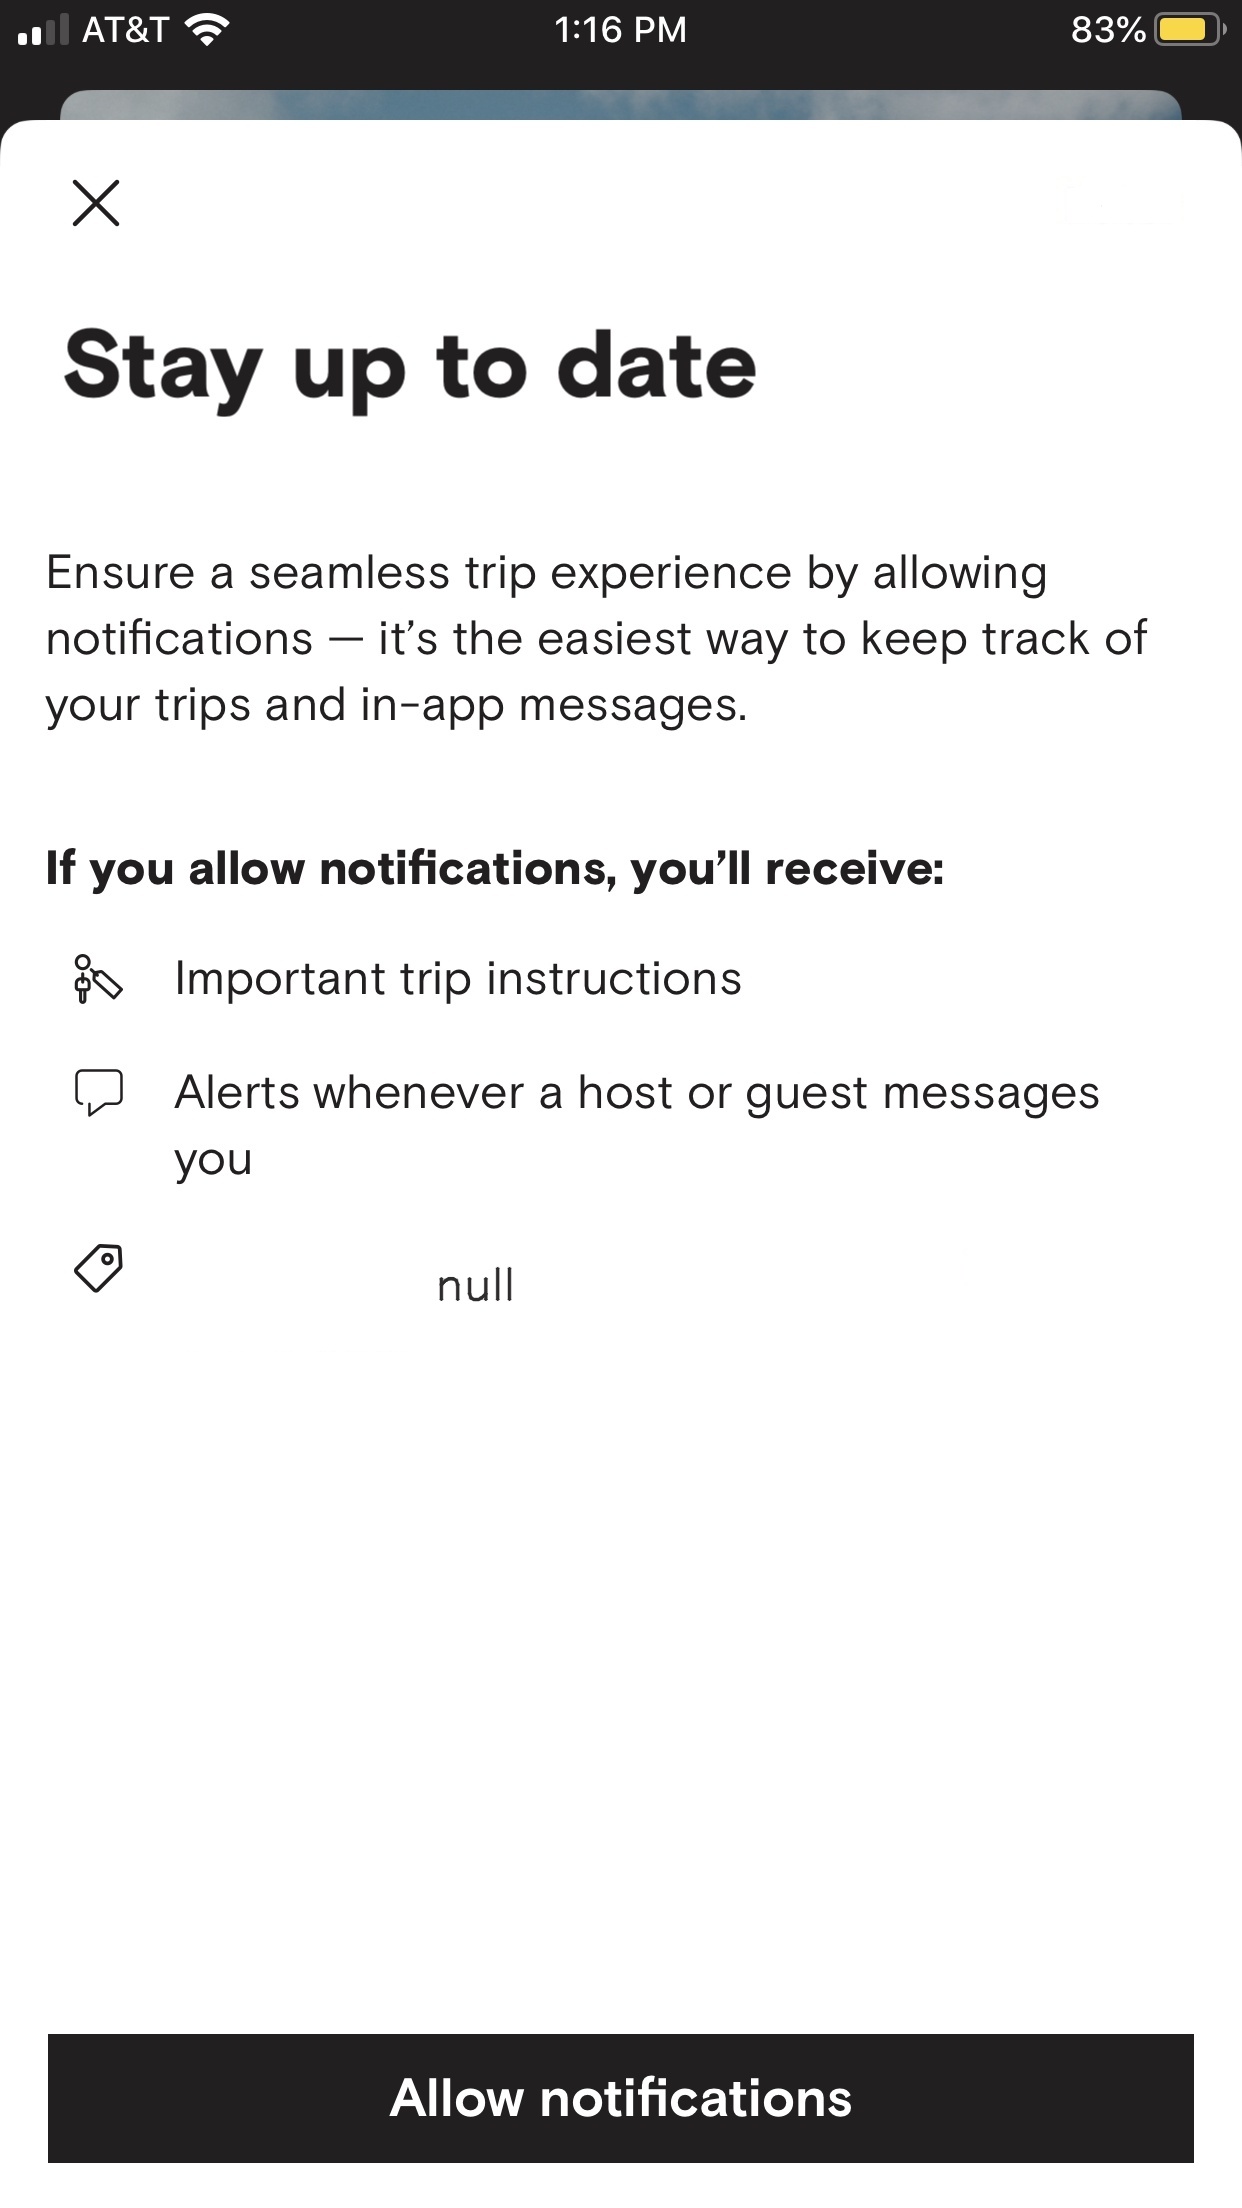 AT&T 1:16 PM 83%
Stay up to date
Ensure a seamless trip experience by allowing
notifications — it’s the easiest way to keep track of
your trips and in-app messages.
If you allow notifications, you’ll receive:
Important trip instructions
Alerts whenever a host or guest messages
you
null
Allow notifications